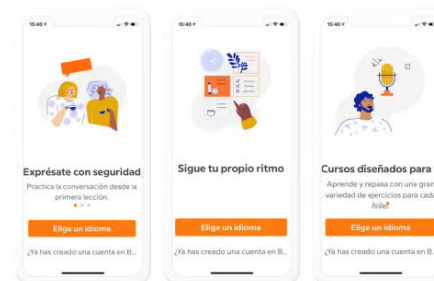 15:40
Exprésate con seguridad
Practica la conversación desde la
primera lección.
Elige un idioma
¿Ya has creado una cuenta en B...
15:40
Sigue tu propio ritmo
Elige un idioma
¿Ya has creado una cuenta en B...
15:40
Cursos diseñados para
Aprende y repasa con una gran
variedad de ejercicios para cada
nivel.
Elige un idioma
¿Ya has creado una cuenta en B...